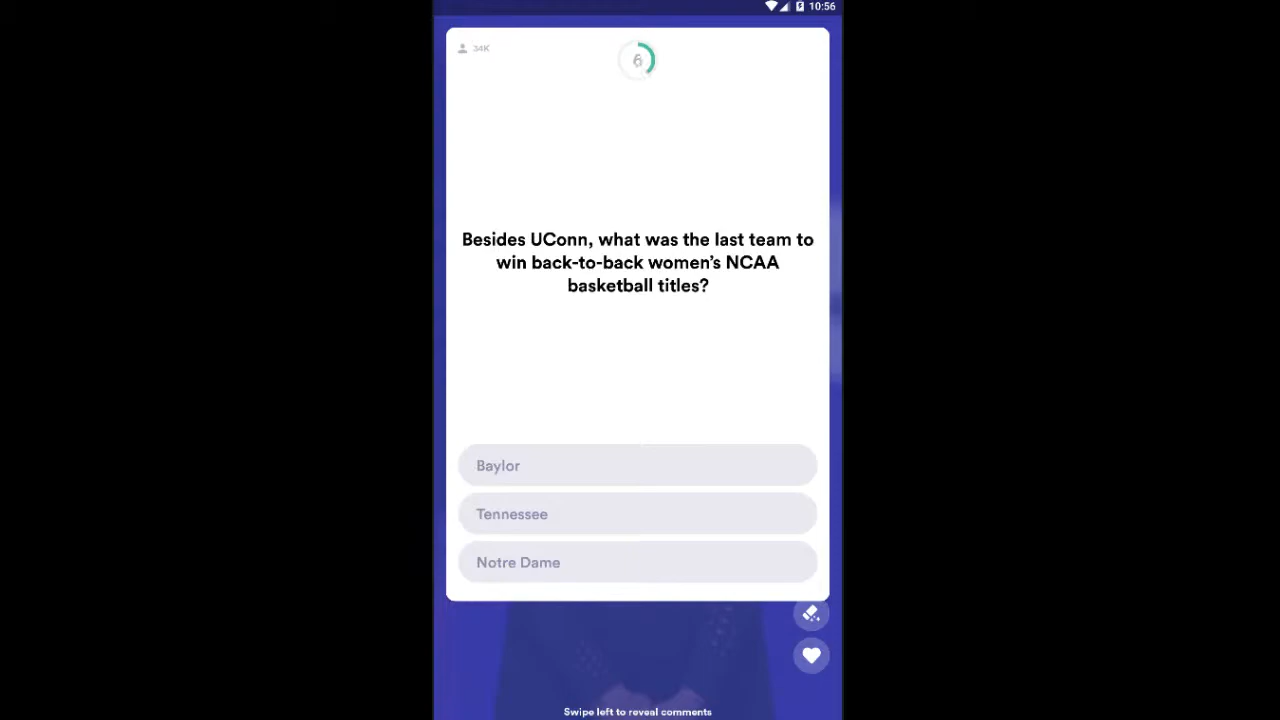 10:56
34K
6
Besides UConn, what was the last team to
win back-to-back women's NCAA
basketball titles?
Baylor
Tennessee
Notre Dame
Swipe left to reveal comments